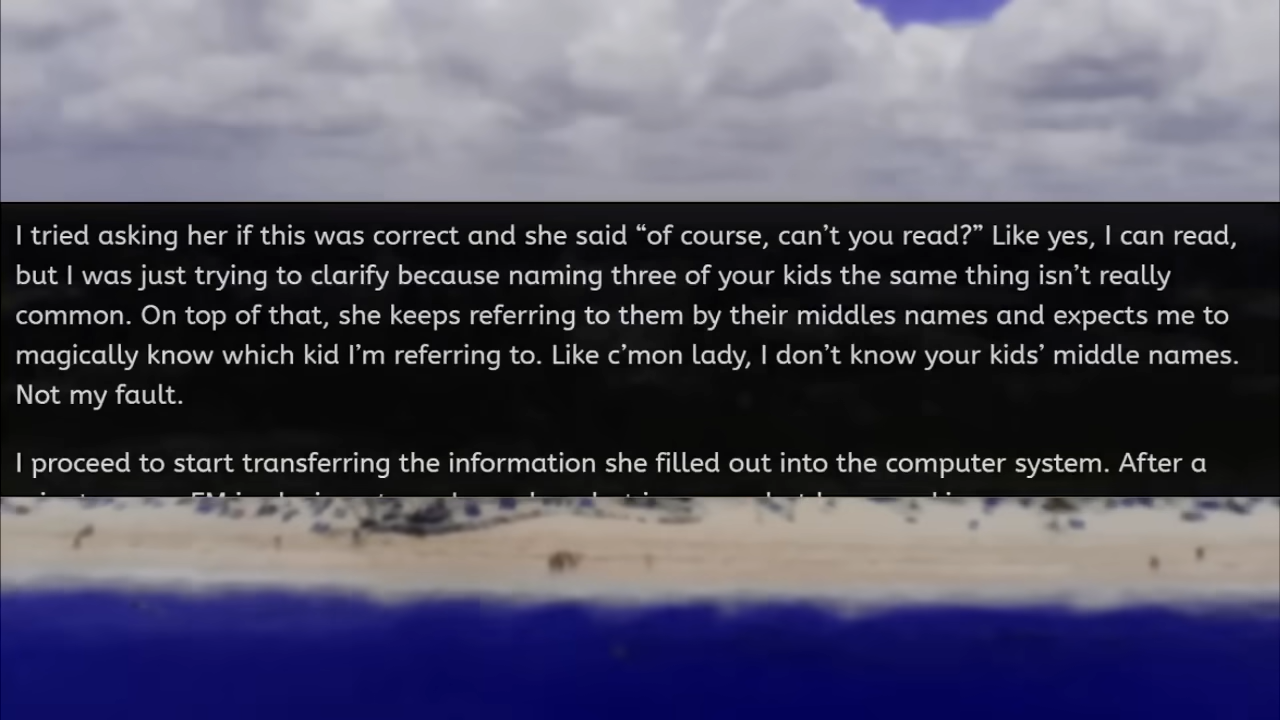 I tried asking her if this was correct and she said “of course, can’t you read?” Like yes, I can read,
but I was just trying to clarify because naming three of your kids the same thing isn’t really
common. On top of that, she keeps referring to them by their middles names and expects me to
magically know which kid I’m referring to. Like c’mon lady, I don’t know your kids’ middle names.
Not my fault.
I proceed to start transferring the information she filled out into the computer system. After a